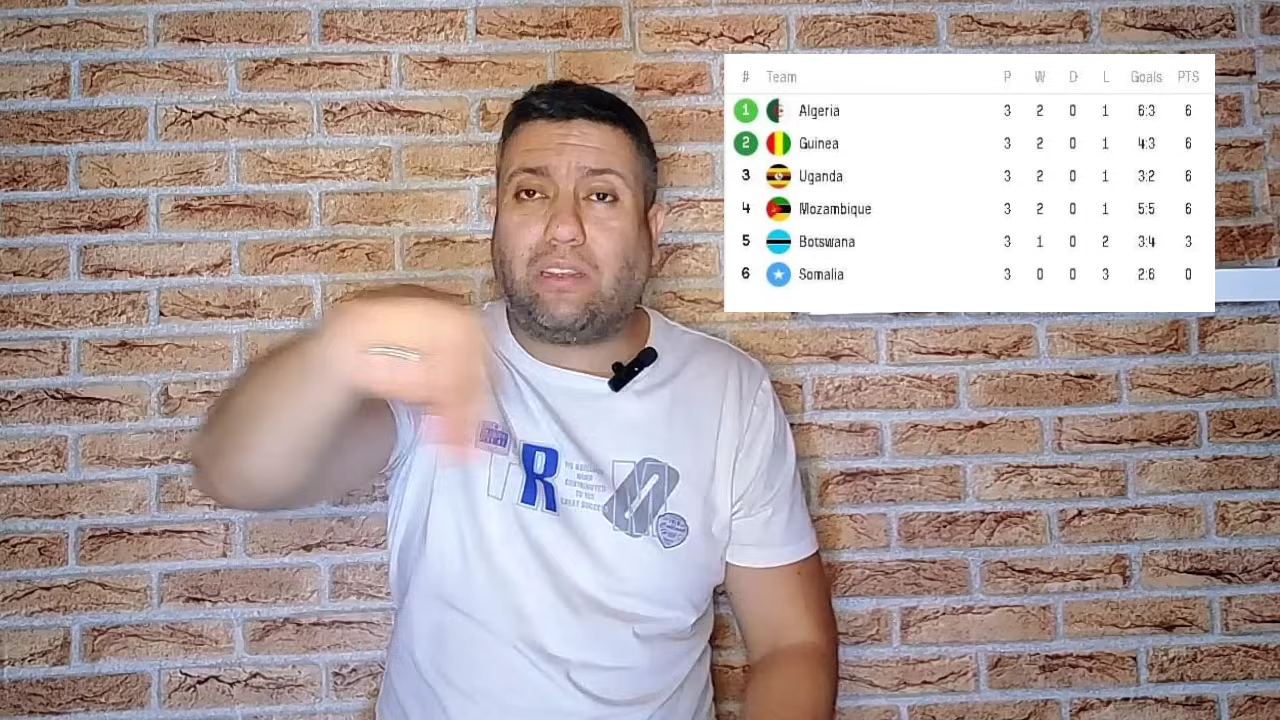 # Team P W D L Goals PTS
1 Algeria 3 2 0 1 6:3 6
2 Guinea 3 2 0 1 4:3 6
3 Uganda 3 2 0 1 3:2 6
4 Mozambique 3 2 0 1 5:5 6
5 Botswana 3 1 0 2 3:4 3
6 Somalia 3 0 0 3 2:6 0
R
TO